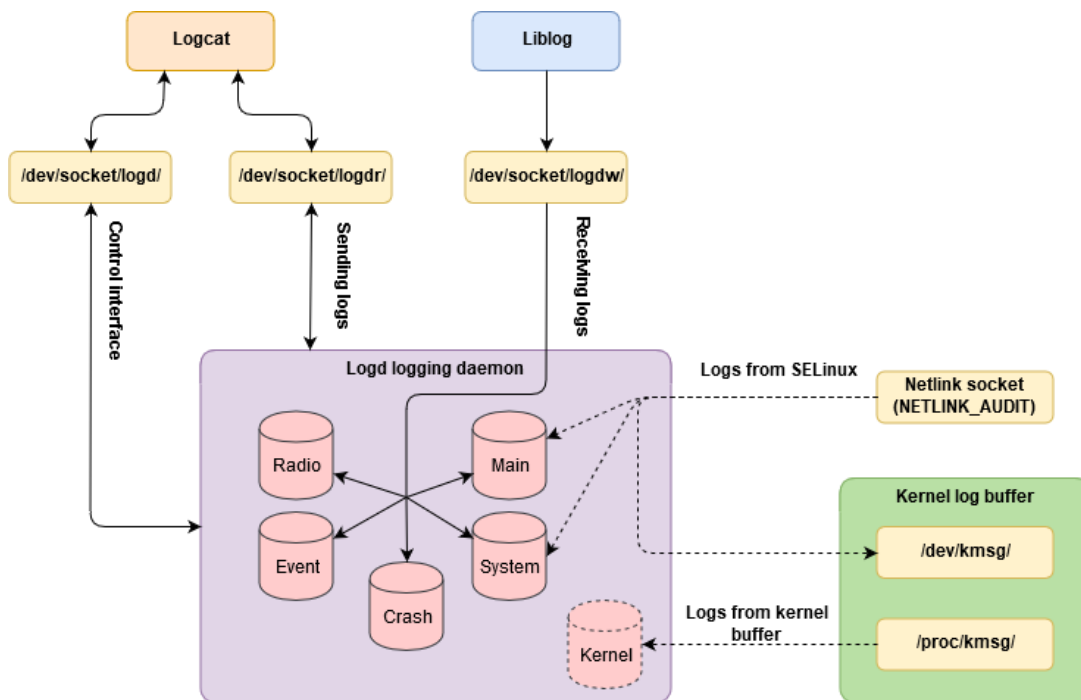 Logcat
Liblog
/dev/socket/logd/
/dev/socket/logdr/
/dev/socket/logdw/
Control interface
Sending logs
Receiving logs
Logd logging daemon
Logs from SELinux
Netlink socket
(NETLINK_AUDIT)
Radio
Main
Kernel log buffer
Event
System
/dev/kmsg/
Crash
Logs from kernel
buffer
/proc/kmsg/
Kernel